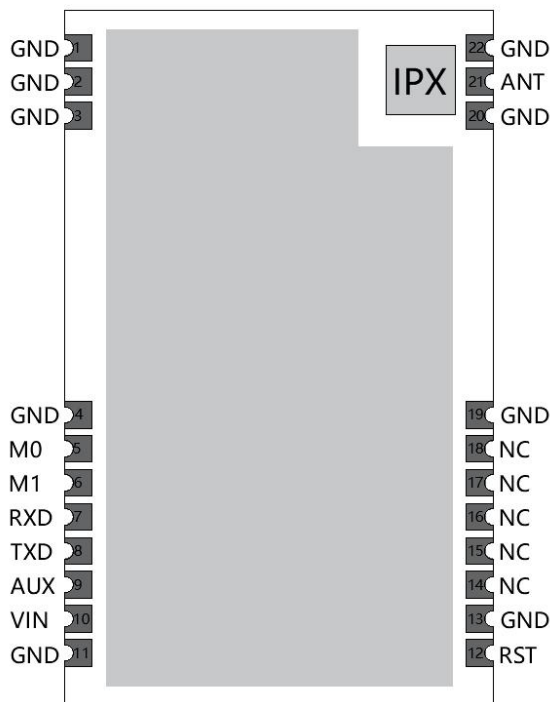 GND 1 22 GND
GND 2 IPX 21 ANT
GND 3 20 GND
GND 4 19 GND
M0 5 18 NC
M1 6 17 NC
RXD 7 16 NC
TXD 8 15 NC
AUX 9 14 NC
VIN 10 13 GND
GND 11 12 RST